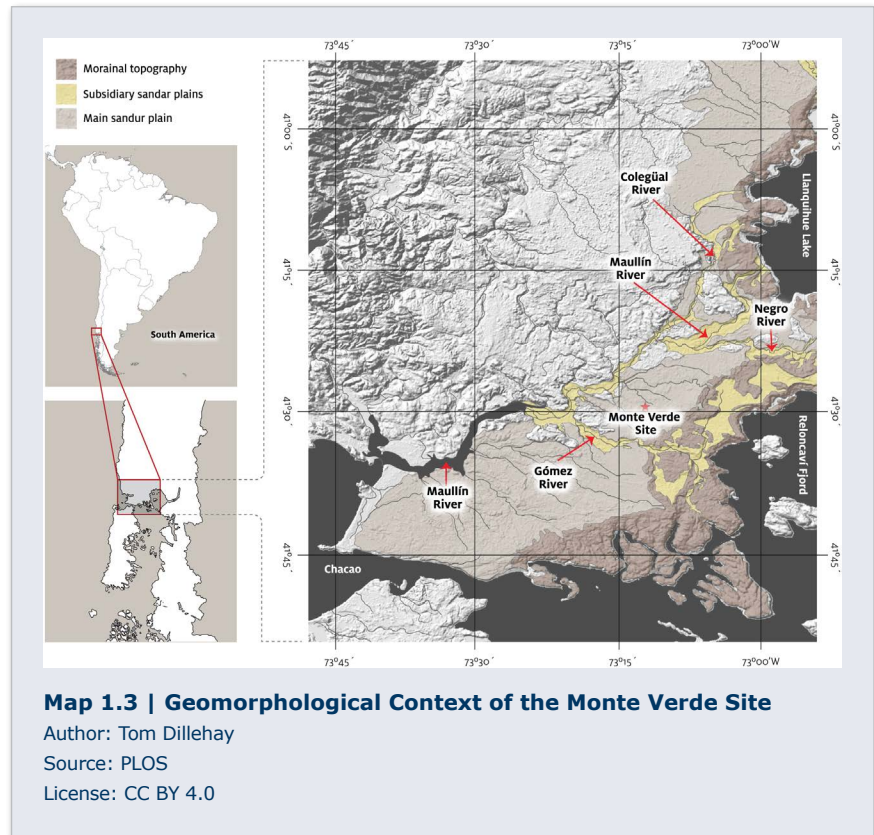 73°45´ 73°30´ 73°15´ 73°00´
Morainal topography
Subsidiary sandar plains
Main sandur plain
41°00´ S
41°00´ S
Colegüal
River
Llanquihue Lake
Maullín
River
41°15´
41°15´
Negro
River
South America
41°30´
41°30´
Monte Verde
Site
Reloncaví Fjord
Gómez
River
Maullín
River
41°45´
41°45´
Chacao
73°45´ 73°30´ 73°15´ 73°00´
Map 1.3 | Geomorphological Context of the Monte Verde Site
Author: Tom Dillehay
Source: PLOS
License: CC BY 4.0